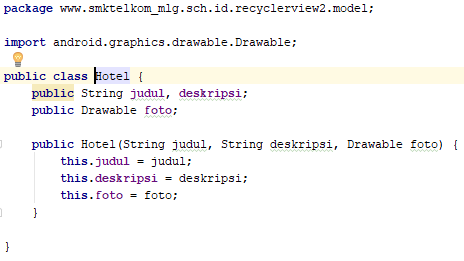 package www.smktelkom_mlg.sch.id.recyclerview2.model;
import android.graphics.drawable.Drawable;
public class Hotel {
public String judul, deskripsi;
public Drawable foto;
public Hotel(String judul, String deskripsi, Drawable foto) {
this.judul = judul;
this.deskripsi = deskripsi;
this.foto = foto;
}
}